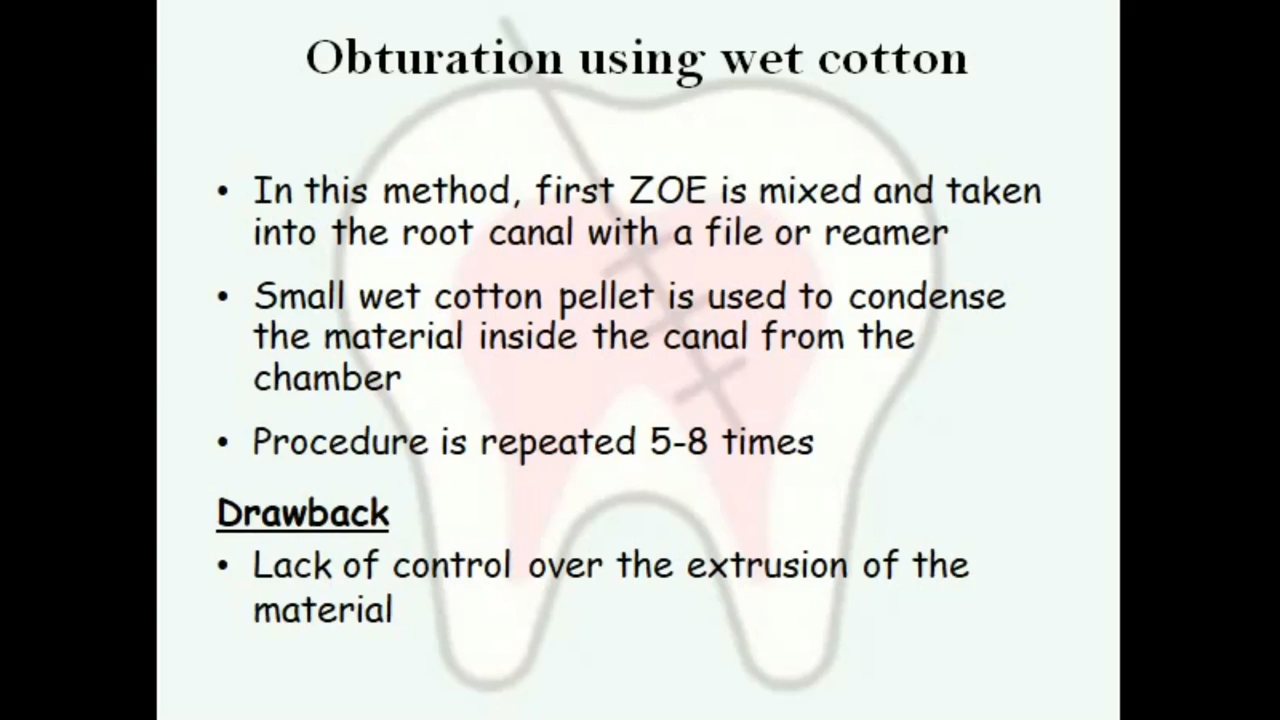 Obturation using wet cotton
• In this method, first ZOE is mixed and taken
into the root canal with a file or reamer
• Small wet cotton pellet is used to condense
the material inside the canal from the
chamber
• Procedure is repeated 5-8 times
Drawback
• Lack of control over the extrusion of the
material